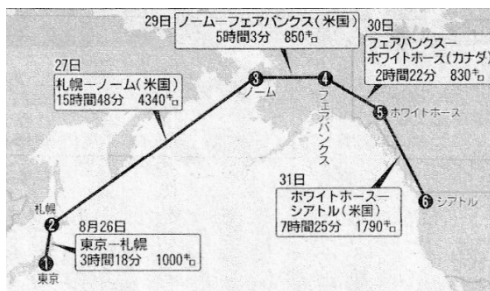 29日
ノームーフェアバンクス(米国)
5時間3分 850㌔
30日
フェアバンクスー
ホワイトホース(カナダ)
2時間22分 830㌔
27日
札幌ーノーム(米国)
15時間48分 4340㌔
3
ノーム
4
フェアバンクス
5
ホワイトホース
31日
ホワイトホースー
シアトル(米国)
7時間25分 1790㌔
6
シアトル
札幌
2
8月26日
東京ー札幌
3時間18分 1000㌔
1
東京